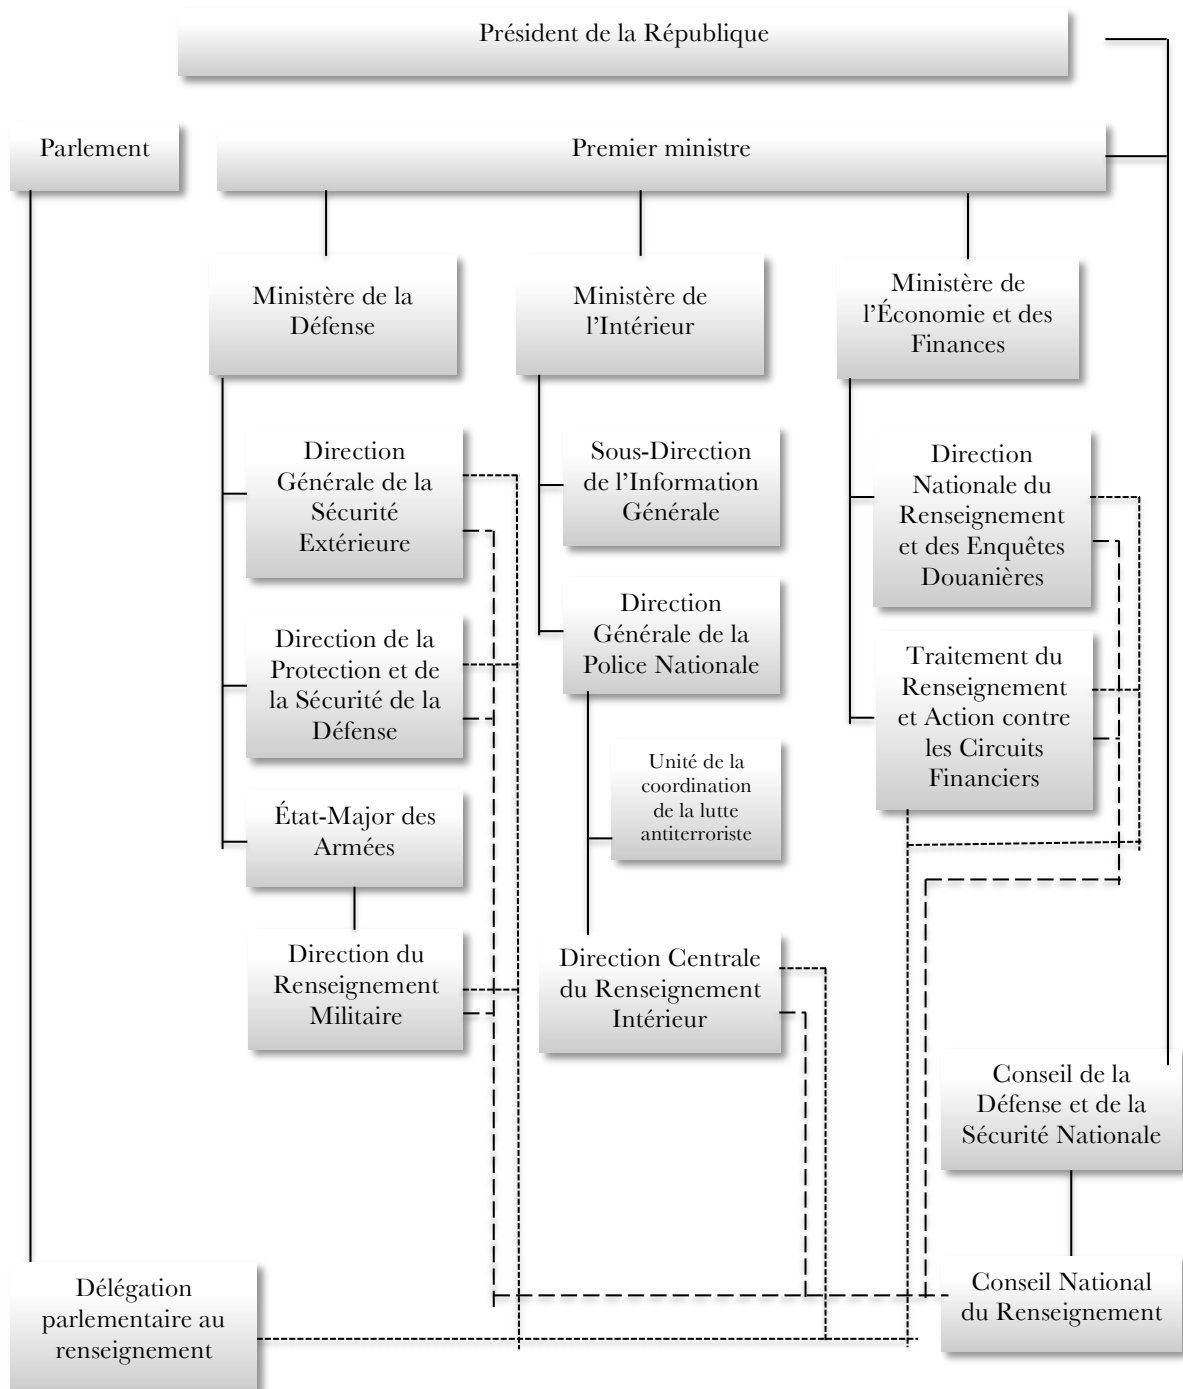 Président de la République
Parlement
Premier ministre
Ministère de la
Défense
Ministère de
l’Intérieur
Ministère de
l’Économie et des
Finances
Direction
Générale de la
Sécurité
Extérieure
Sous-Direction
de l’Information
Générale
Direction
Nationale du
Renseignement
et des Enquêtes
Douanières
Direction de la
Protection et de
la Sécurité de la
Défense
Direction
Générale de la
Police Nationale
Traitement du
Renseignement
et Action contre
les Circuits
Financiers
Unité de la
coordination
de la lutte
antiterroriste
État-Major des
Armées
Direction du
Renseignement
Militaire
Direction Centrale
du Renseignement
Intérieur
Conseil de la
Défense et de la
Sécurité Nationale
Délégation
parlementaire au
renseignement
Conseil National
du Renseignement